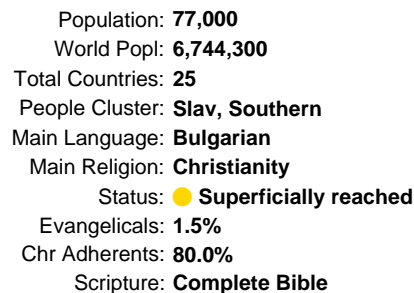 Population: 77,000
World Popl: 6,744,300
Total Countries: 25
People Cluster: Slav, Southern
Main Language: Bulgarian
Main Religion: Christianity
Status: Superficially reached
Evangelicals: 1.5%
Chr Adherents: 80.0%
Scripture: Complete Bible